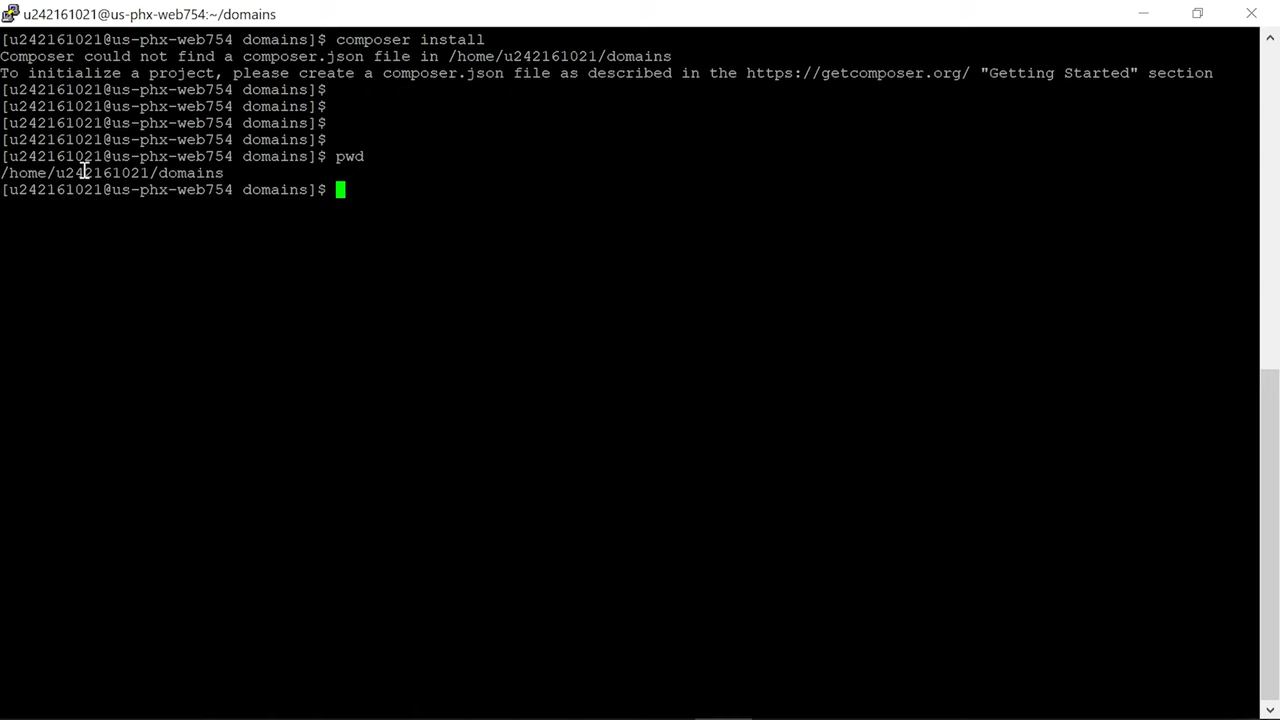 u242161021@us-phx-web754:~/domains
[u242161021@us-phx-web754 domains]$ composer install
Composer could not find a composer.json file in /home/u242161021/domains
To initialize a project, please create a composer.json file as described in the https://getcomposer.org/ "Getting Started" section
[u242161021@us-phx-web754 domains]$
[u242161021@us-phx-web754 domains]$
[u242161021@us-phx-web754 domains]$
[u242161021@us-phx-web754 domains]$
[u242161021@us-phx-web754 domains]$ pwd
/home/u242161021/domains
[u242161021@us-phx-web754 domains]$